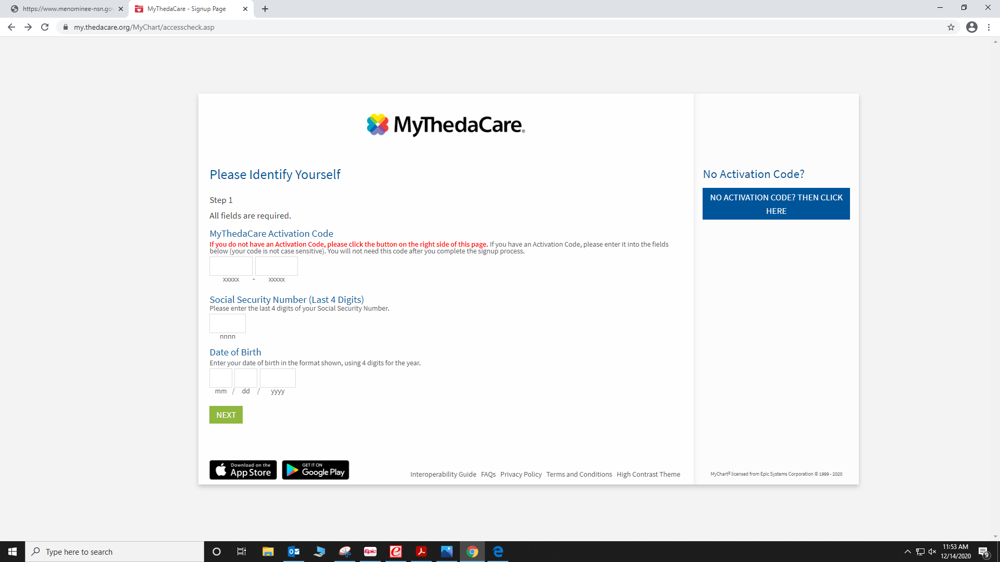 https://www.menominee-nsn.gov
MyThedaCare - Signup Page
my.thedacare.org/MyChart/accesscheck.asp
MyThedaCare®
Please Identify Yourself
Step 1
All fields are required.
MyThedaCare Activation Code
If you do not have an Activation Code, please click the button on the right side of this page. If you have an Activation Code, please enter it into the fields
below (your code is not case sensitive). You will not need this code after you complete the signup process.
xxxxx - xxxxx
Social Security Number (Last 4 Digits)
Please enter the last 4 digits of your Social Security Number.
nnnn
Date of Birth
Enter your date of birth in the format shown, using 4 digits for the year.
mm / dd / yyyy
NEXT
Download on the
App Store
GET IT ON
Google Play
Interoperability Guide FAQs Privacy Policy Terms and Conditions High Contrast Theme
No Activation Code?
NO ACTIVATION CODE? THEN CLICK
HERE
MyChart® licensed from Epic Systems Corporation © 1999 - 2020
Type here to search
Epic
11:53 AM
12/14/2020
9